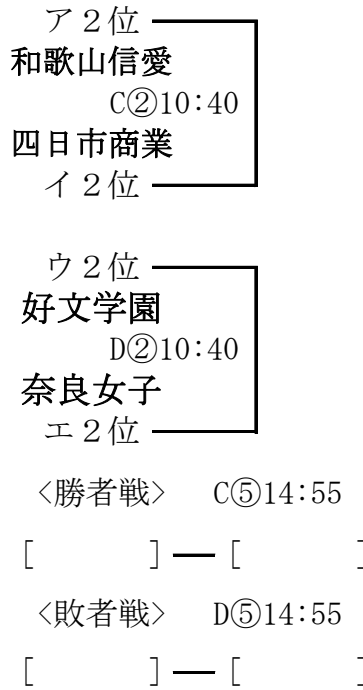 ア２位
和歌山信愛
C②10:40
四日市商業
イ２位
ウ２位
好文学園
D②10:40
奈良女子
エ２位
<勝者戦>　C⑤14:55
[　　　]―[　　　]
<敗者戦>　D⑤14:55
[　　　]―[　　　]